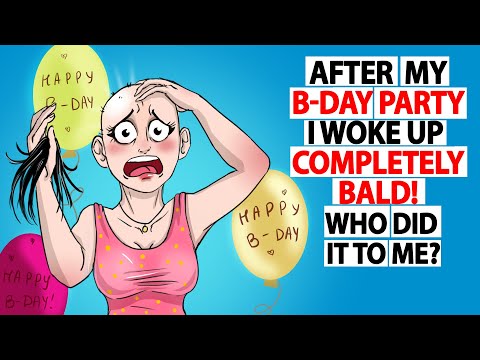 HAPPY
B-DAY
HAPPY
B-DAY!
HAPPY
B-DAY
AFTER MY
B-DAY PARTY
I WOKE UP
COMPLETELY
BALD!
WHO DID
IT TO ME?